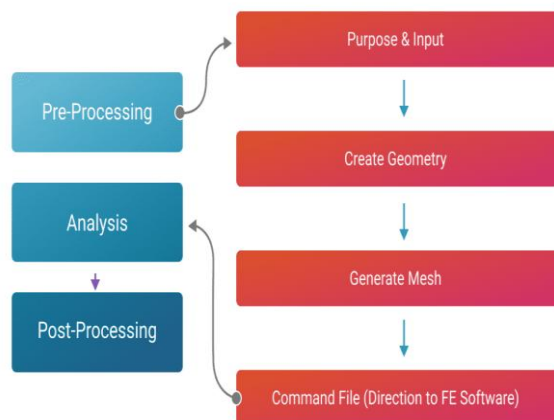 Pre-Processing
Purpose & Input
Create Geometry
Generate Mesh
Command File (Direction to FE Software)
Analysis
Post-Processing